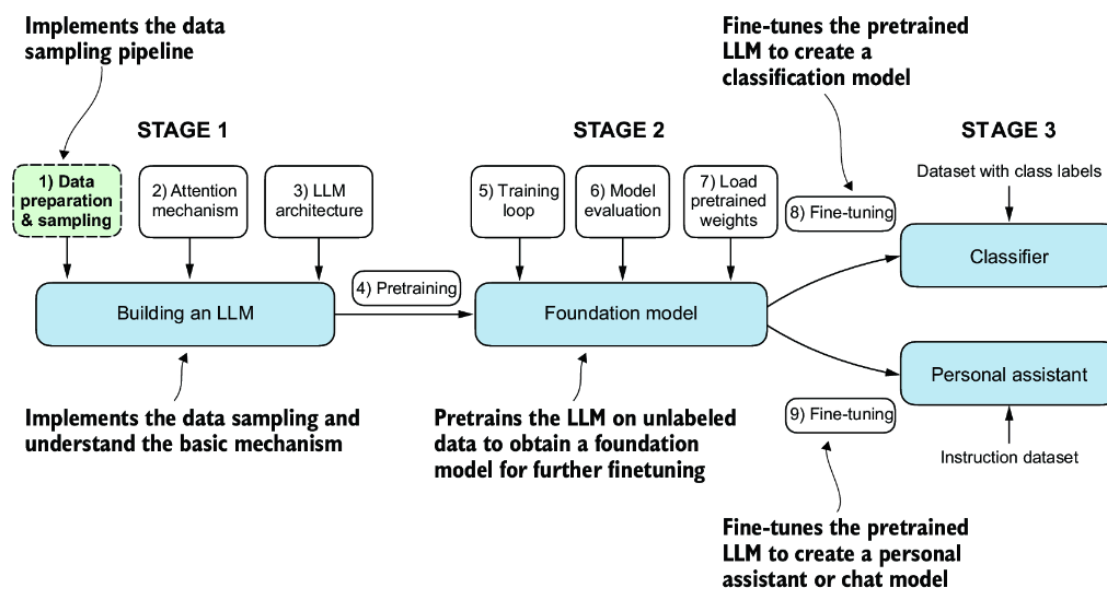 Implements the data
sampling pipeline
Fine-tunes the pretrained
LLM to create a
classification model
STAGE 1
STAGE 2
STAGE 3
1) Data
preparation
& sampling
2) Attention
mechanism
3) LLM
architecture
5) Training
loop
6) Model
evaluation
7) Load
pretrained
weights
8) Fine-tuning
Dataset with class labels
Classifier
4) Pretraining
Building an LLM
Foundation model
Personal assistant
9) Fine-tuning
Instruction dataset
Implements the data sampling and
understand the basic mechanism
Pretrains the LLM on unlabeled
data to obtain a foundation
model for further finetuning
Fine-tunes the pretrained
LLM to create a personal
assistant or chat model